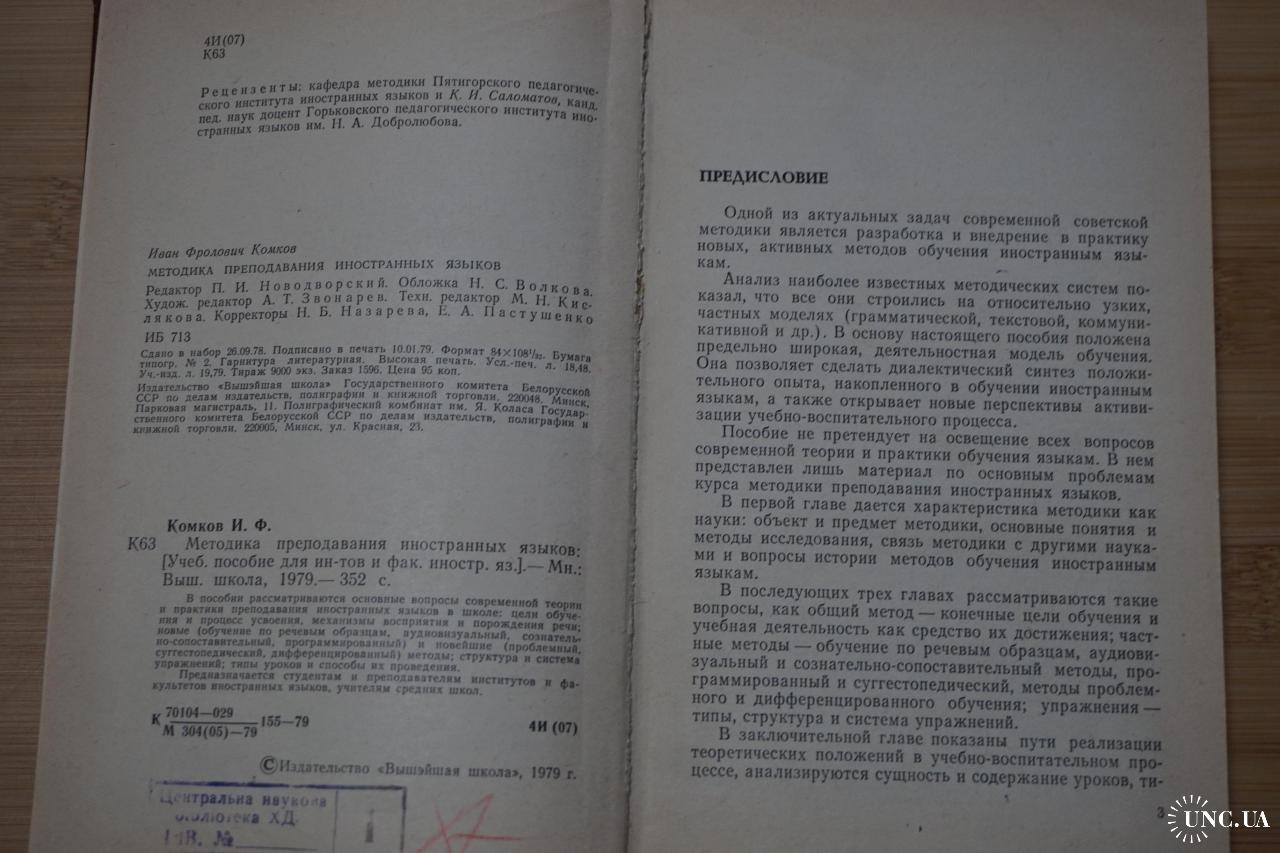 4И(07)
К63
Рецензенты: кафедра методики Пятигорского педагогиче-
ского института иностранных языков и К. И. Саломатов, канд.
пед. наук доцент Горьковского педагогического института ино-
странных языков им. Н. А. Добролюбова.
Иван Фролович Комков
МЕТОДИКА ПРЕПОДАВАНИЯ ИНОСТРАННЫХ ЯЗЫКОВ
Редактор П. И. Новодворский. Обложка Н. С. Волкова.
Худож. редактор А. Т. Звонарев. Техн. редактор М. Н. Кис-
лякова. Корректоры Н. Б. Назарева, Е. А. Пастушенко
ИБ 713
Сдано в набор 26.09.78. Подписано в печать 10.01.79. Формат 84×108¹/₃₂. Бумага
типогр. № 2. Гарнитура литературная. Высокая печать. Усл.-печ. л. 18,48.
Уч.-изд. л. 19,79. Тираж 9000 экз. Заказ 1596. Цена 95 коп.
Издательство «Вышэйшая школа» Государственного комитета Белорусской
ССР по делам издательств, полиграфии и книжной торговли. 220048, Минск,
Парковая магистраль, 11. Полиграфический комбинат им. Я. Коласа Государ-
ственного комитета Белорусской ССР по делам издательств, полиграфии и
книжной торговли. 220005, Минск, ул. Красная, 23.
Комков И. Ф.
К63 Методика преподавания иностранных языков:
[Учеб. пособие для ин-тов и фак. иностр. яз.].— Мн.:
Выш. школа, 1979.— 352 с.
В пособии рассматриваются основные вопросы современной теории
и практики преподавания иностранных языков в школе: цели обуче-
ния и процесс усвоения, механизмы восприятия и порождения речи;
новые (обучение по речевым образцам, аудиовизуальный, сознатель-
но-сопоставительный, программированный) и новейшие (проблемный,
суггестопедический, дифференцированный) методы; структура и система
упражнений; типы уроков и способы их проведения.
Предназначается студентам и преподавателям институтов и фа-
культетов иностранных языков, учителям средних школ.
К 70104—029 155—79
М 304(05)—79
4И (07)
©Издательство «Вышэйшая школа», 1979 г.
Центральна наукова
бібліотека ХД
ІНВ. №
ПРЕДИСЛОВИЕ
Одной из актуальных задач современной советской
методики является разработка и внедрение в практику
новых, активных методов обучения иностранным язы-
кам.
Анализ наиболее известных методических систем по-
казал, что все они строились на относительно узких,
частных моделях (грамматической, текстовой, коммуни-
кативной и др.). В основу настоящего пособия положена
предельно широкая, деятельностная модель обучения.
Она позволяет сделать диалектический синтез положи-
тельного опыта, накопленного в обучении иностранным
языкам, а также открывает новые перспективы активи-
зации учебно-воспитательного процесса.
Пособие не претендует на освещение всех вопросов
современной теории и практики обучения языкам. В нем
представлен лишь материал по основным проблемам
курса методики преподавания иностранных языков.
В первой главе дается характеристика методики как
науки: объект и предмет методики, основные понятия и
методы исследования, связь методики с другими наука-
ми и вопросы истории методов обучения иностранным
языкам.
В последующих трех главах рассматриваются такие
вопросы, как общий метод — конечные цели обучения и
учебная деятельность как средство их достижения; част-
ные методы — обучение по речевым образцам, аудиови-
зуальный и сознательно-сопоставительный методы, про-
граммированный и суггестопедический, методы проблем-
ного и дифференцированного обучения; упражнения —
типы, структура и система упражнений.
В заключительной главе показаны пути реализации
теоретических положений в учебно-воспитательном про-
цессе, анализируются сущность и содержание уроков, ти-
3
UNC.UA